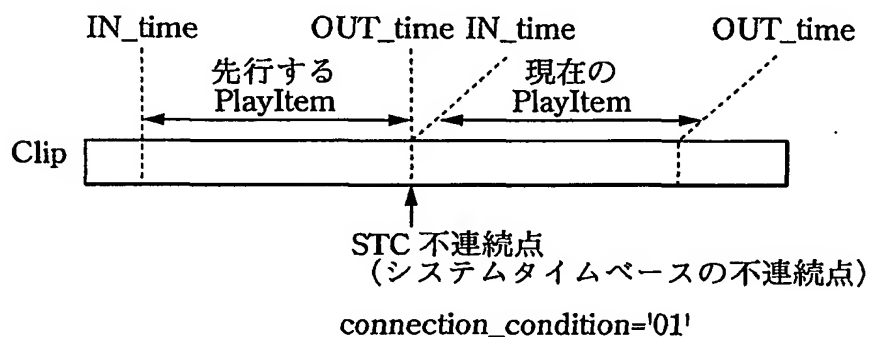 IN_time OUT_time IN_time OUT_time
先行する 現在の
PlayItem PlayItem
Clip
STC 不連続点
(システムタイムベースの不連続点)
connection_condition='01'